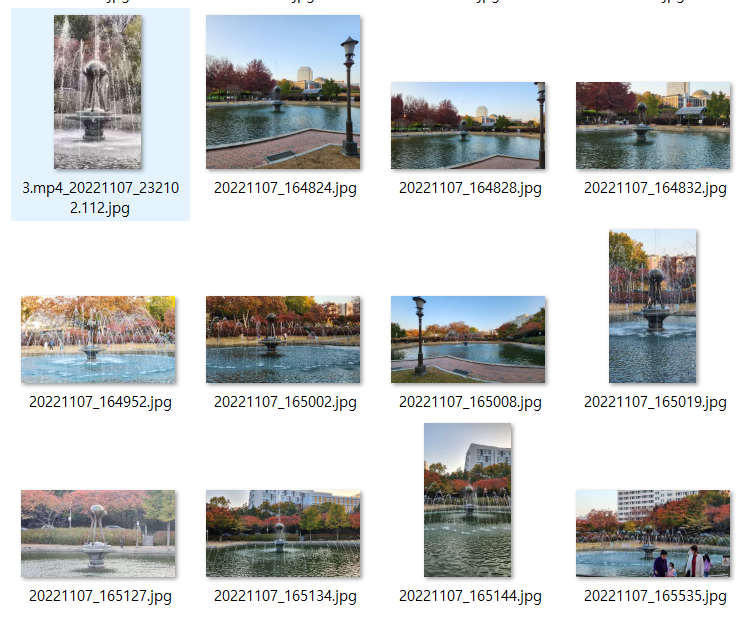 3.mp4_20221107_23210
2.112.jpg
20221107_164824.jpg
20221107_164828.jpg
20221107_164832.jpg
20221107_164952.jpg
20221107_165002.jpg
20221107_165008.jpg
20221107_165019.jpg
20221107_165127.jpg
20221107_165134.jpg
20221107_165144.jpg
20221107_165535.jpg